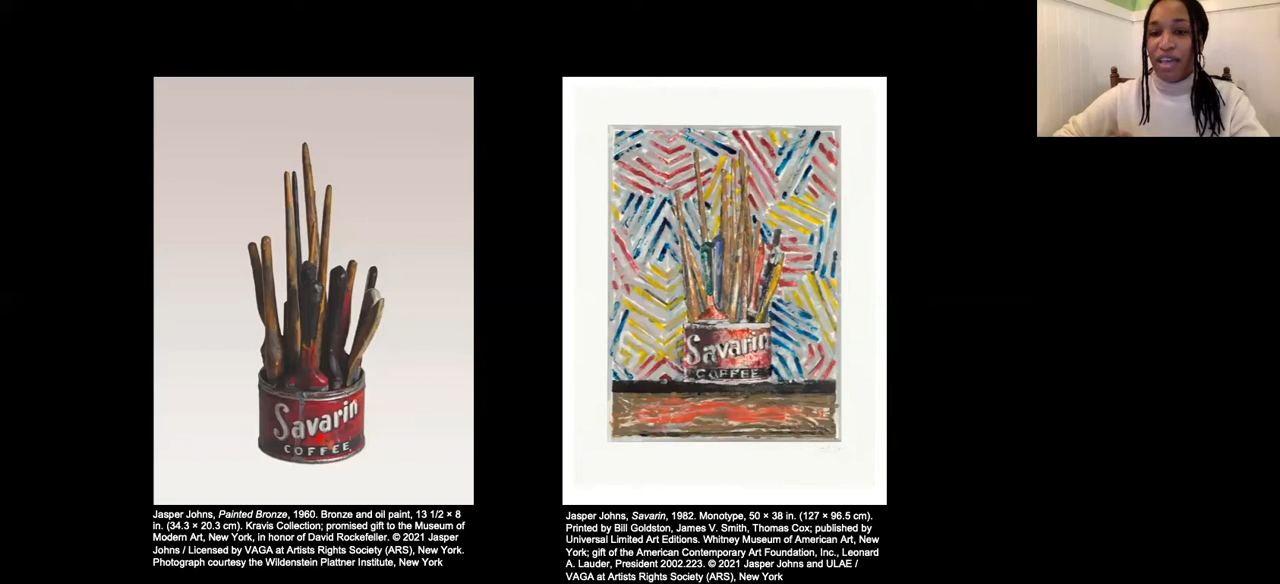 Savarin
COFFEE
Savarin
COFFEE
Jasper Johns, Painted Bronze, 1960. Bronze and oil paint, 13 1/2 × 8
in. (34.3 × 20.3 cm). Kravis Collection; promised gift to the Museum of
Modern Art, New York, in honor of David Rockefeller. © 2021 Jasper
Johns / Licensed by VAGA at Artists Rights Society (ARS), New York.
Photograph courtesy the Wildenstein Plattner Institute, New York
Jasper Johns, Savarin, 1982. Monotype, 50 × 38 in. (127 × 96.5 cm).
Printed by Bill Goldston, James V. Smith, Thomas Cox; published by
Universal Limited Art Editions. Whitney Museum of American Art, New
York; gift of the American Contemporary Art Foundation, Inc., Leonard
A. Lauder, President 2002.223. © 2021 Jasper Johns and ULAE /
VAGA at Artists Rights Society (ARS), New York